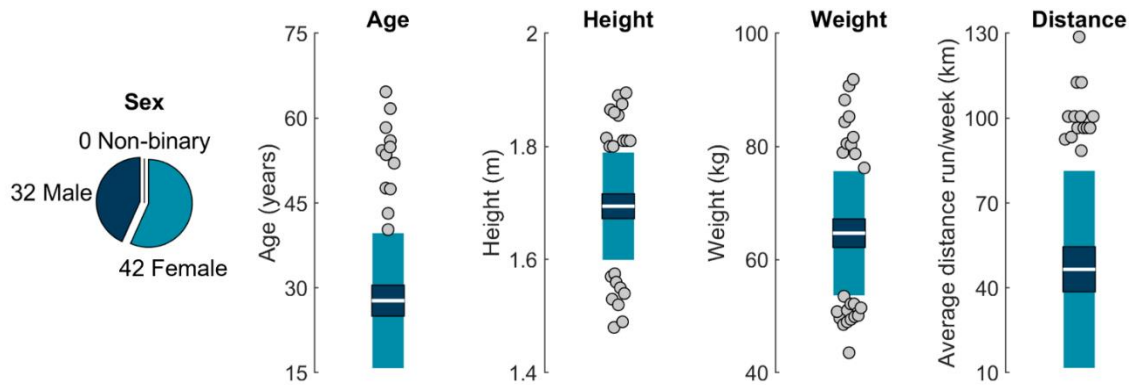 Sex
0 Non-binary
32 Male
42 Female
Age
Age (years)
75
60
45
30
15
Height
Height (m)
2
1.8
1.6
1.4
Weight
Weight (kg)
100
80
60
40
Distance
Average distance run/week (km)
130
100
70
40
10